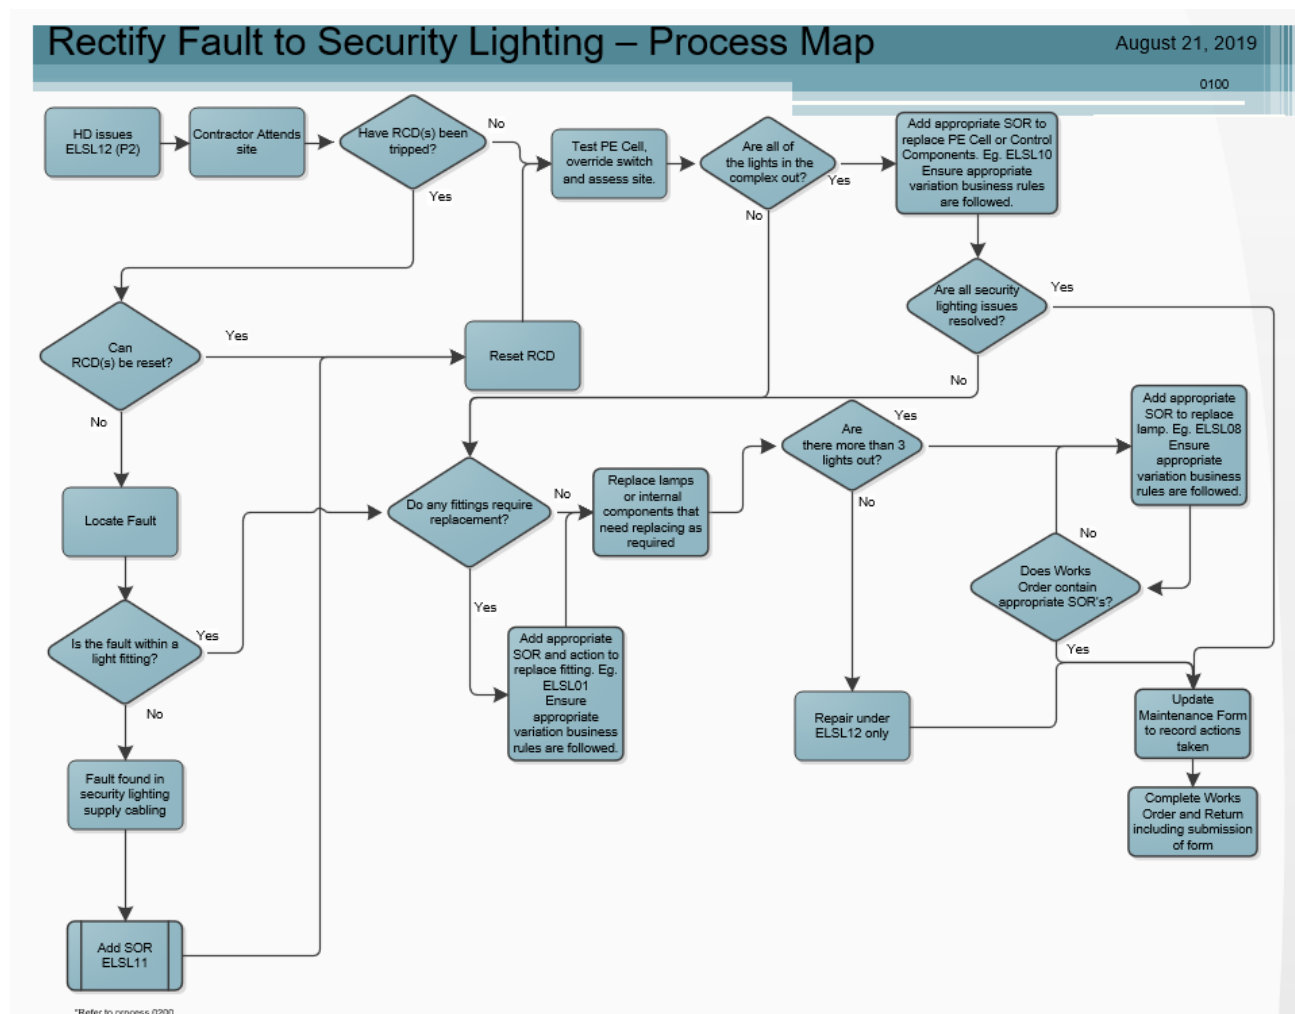 Rectify Fault to Security Lighting – Process Map
August 21, 2019
0100
HD issues
ELSL12 (P2)
Contractor Attends
site
Have RCD(s) been
tripped?
No
Yes
Test PE Cell,
override switch
and assess site.
Are all of
the lights in the
complex out?
Yes
No
Add appropriate SOR to
replace PE Cell or Control
Components. Eg. ELSL10
Ensure appropriate
variation business rules
are followed.
Are all security
lighting issues
resolved?
Yes
No
Can
RCD(s) be reset?
Yes
No
Reset RCD
Locate Fault
Is the fault within a
light fitting?
Yes
No
Fault found in
security lighting
supply cabling
Add SOR
ELSL11
*Refer to process 0200
Do any fittings require
replacement?
No
Yes
Add appropriate
SOR and action to
replace fitting. Eg.
ELSL01
Ensure
appropriate
variation business
rules are followed.
Replace lamps
or internal
components that
need replacing as
required
Are
there more than 3
lights out?
Yes
No
Add appropriate
SOR to replace
lamp. Eg. ELSL08
Ensure
appropriate
variation business
rules are followed.
Does Works
Order contain
appropriate SOR's?
No
Yes
Repair under
ELSL12 only
Update
Maintenance Form
to record actions
taken
Complete Works
Order and Return
including submission
of form